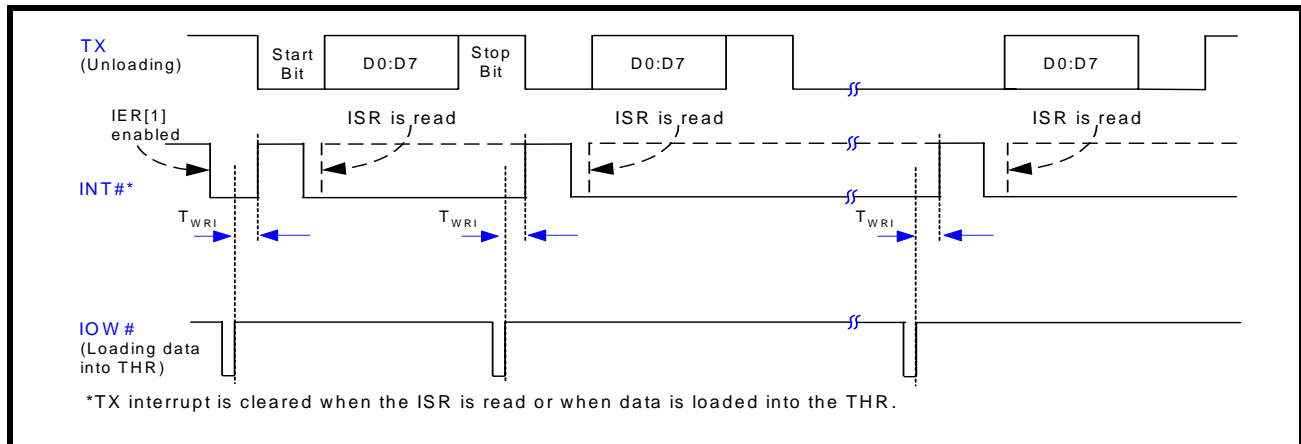 TX
(Unloading)
Start
Bit
D0:D7
Stop
Bit
D0:D7
D0:D7
IER[1]
enabled
ISR is read
ISR is read
ISR is read
INT#*
TWRI
TWRI
TWRI
IOW#
(Loading data
into THR)
*TX interrupt is cleared when the ISR is read or when data is loaded into the THR.